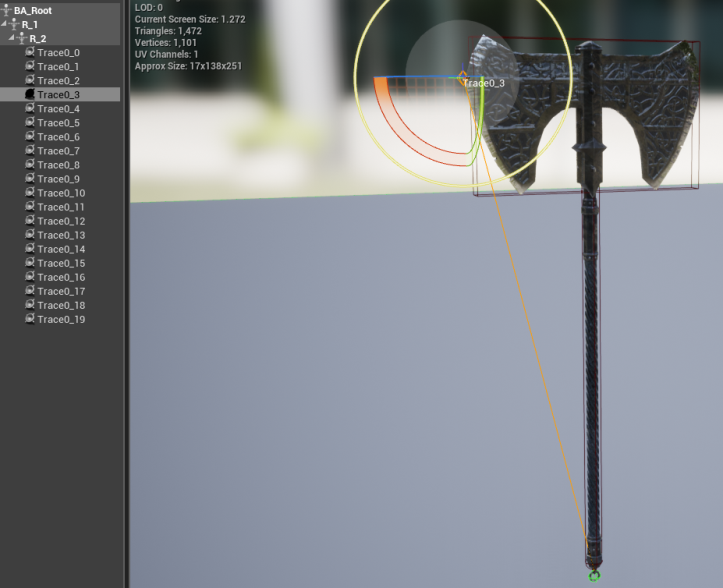 BA_Root
R_1
R_2
Trace0_0
Trace0_1
Trace0_2
Trace0_3
Trace0_4
Trace0_5
Trace0_6
Trace0_7
Trace0_8
Trace0_9
Trace0_10
Trace0_11
Trace0_12
Trace0_13
Trace0_14
Trace0_15
Trace0_16
Trace0_17
Trace0_18
Trace0_19
LOD: 0
Current Screen Size: 1.272
Triangles: 1,472
Vertices: 1,101
UV Channels: 1
Approx Size: 17x138x251
Trace0_3